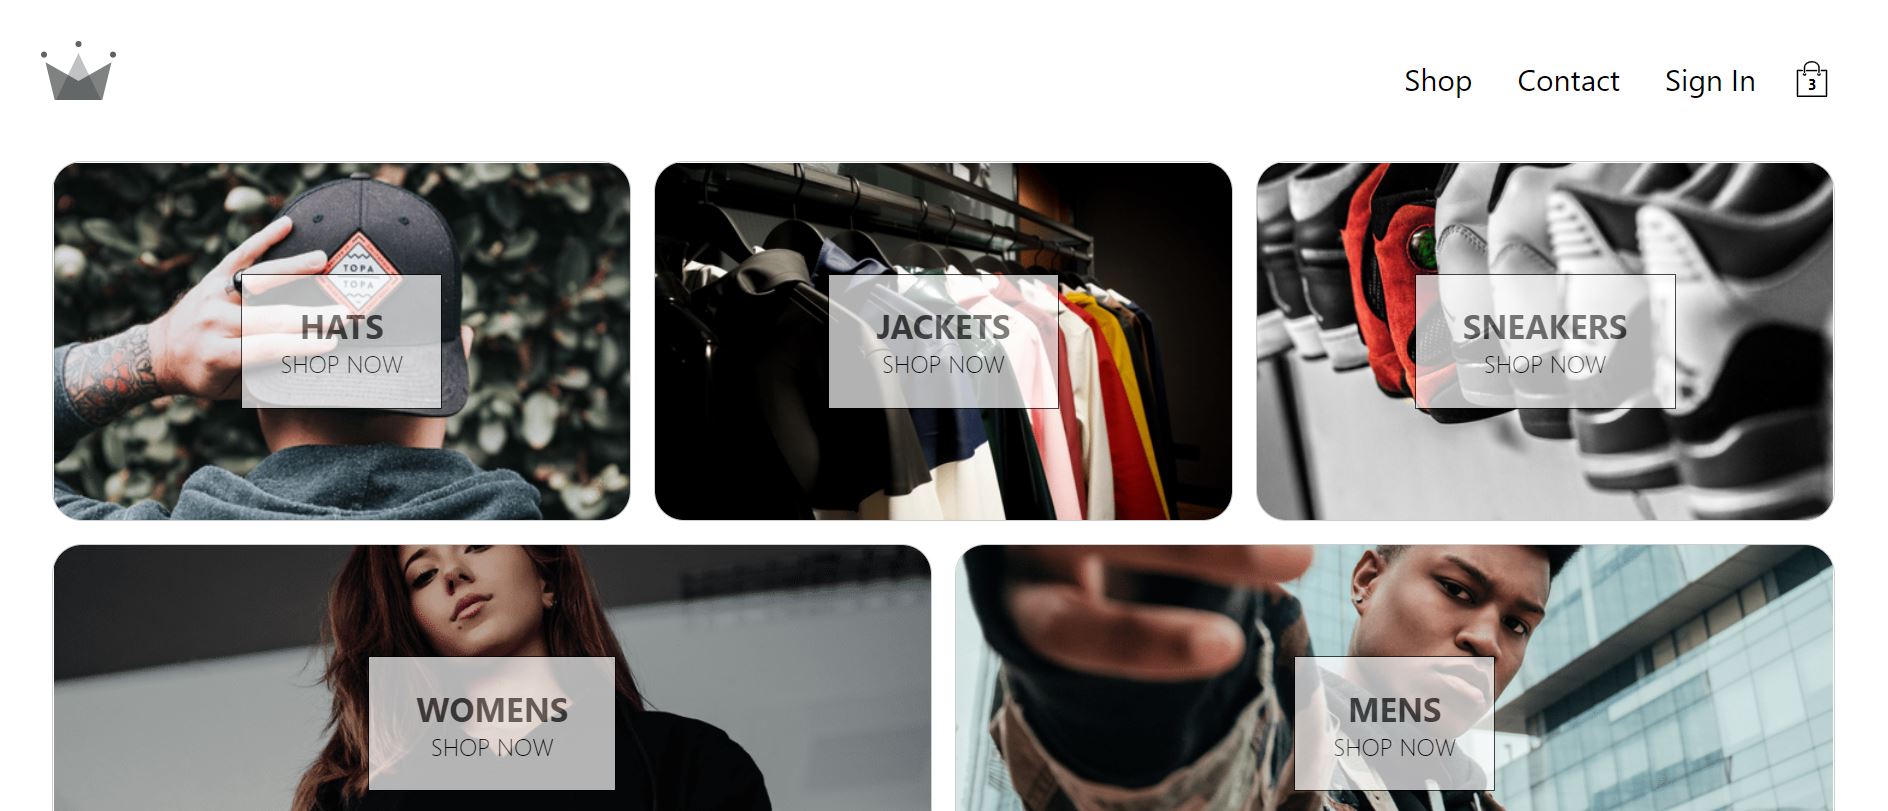 Shop Contact Sign In 3
TOPA
TOPA
HATS
SHOP NOW
JACKETS
SHOP NOW
SNEAKERS
SHOP NOW
WOMENS
SHOP NOW
MENS
SHOP NOW